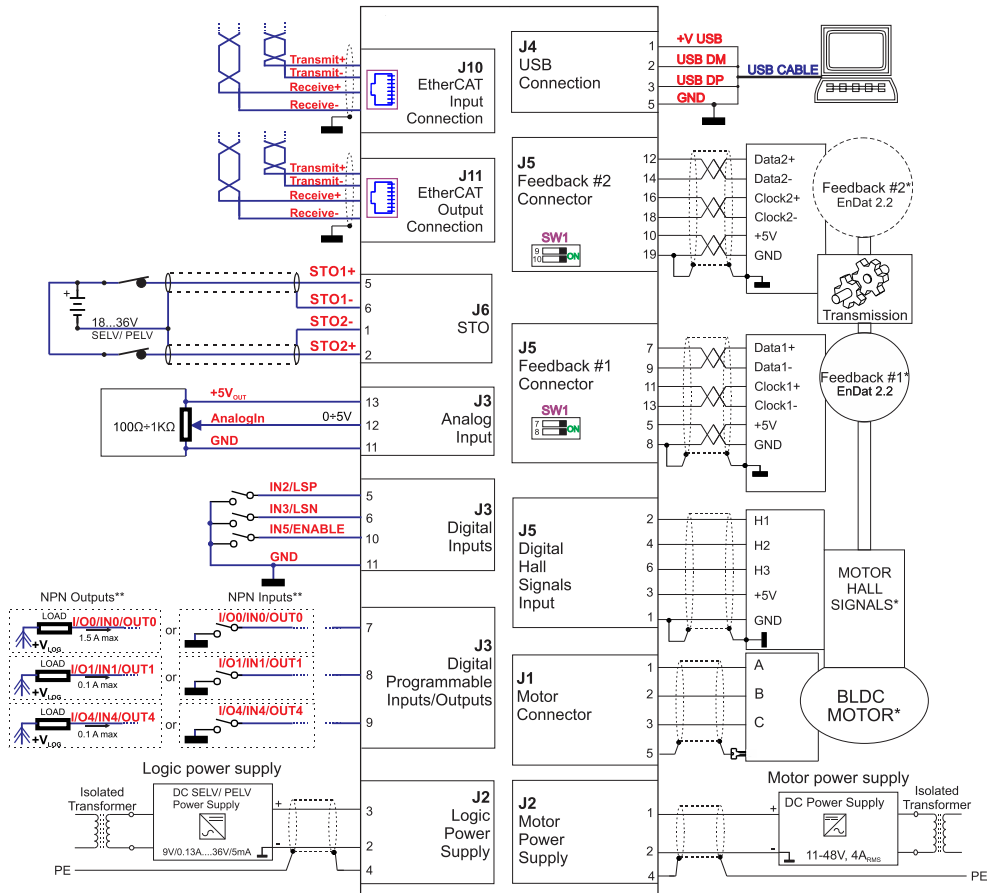 Transmit+
Transmit-
Receive+
Receive-
J10
EtherCAT
Input
Connection
Transmit+
Transmit-
Receive+
Receive-
J11
EtherCAT
Output
Connection
+
18...36V
SELV/ PELV
STO1+
STO1-
STO2-
STO2+
5
6
1
2
J6
STO
100Ω÷1KΩ
+5VOUT
AnalogIn
0÷5V
GND
13
12
11
J3
Analog
Input
IN2/LSP
IN3/LSN
IN5/ENABLE
GND
5
6
10
11
J3
Digital
Inputs
NPN Outputs**
NPN Inputs**
LOAD
I/O0/IN0/OUT0
1.5 A max
+VLOG
or
I/O0/IN0/OUT0
7
LOAD
I/O1/IN1/OUT1
0.1 A max
+VLOG
or
I/O1/IN1/OUT1
8
LOAD
I/O4/IN4/OUT4
0.1 A max
+VLOG
or
I/O4/IN4/OUT4
9
J3
Digital
Programmable
Inputs/Outputs
Logic power supply
Isolated
Transformer
DC SELV/ PELV
Power Supply
9V/0.13A....36V/5mA
+
-
PE
3
2
4
J2
Logic
Power
Supply
J4
USB
Connection
1
2
3
5
+V USB
USB DM
USB DP
GND
USB CABLE
J5
Feedback #2
Connector
SW1
9
10
ON
12
14
16
18
10
19
Data2+
Data2-
Clock2+
Clock2-
+5V
GND
Feedback #2*
EnDat 2.2
Transmission
J5
Feedback #1
Connector
SW1
7
8
ON
7
9
11
13
5
8
Data1+
Data1-
Clock1+
Clock1-
+5V
GND
Feedback #1*
EnDat 2.2
J5
Digital
Hall
Signals
Input
2
4
6
3
1
H1
H2
H3
+5V
GND
MOTOR
HALL
SIGNALS*
J1
Motor
Connector
1
2
3
5
A
B
C
BLDC
MOTOR*
Motor power supply
J2
Motor
Power
Supply
1
2
4
+
-
DC Power Supply
11-48V, 4ARMS
Isolated
Transformer
PE